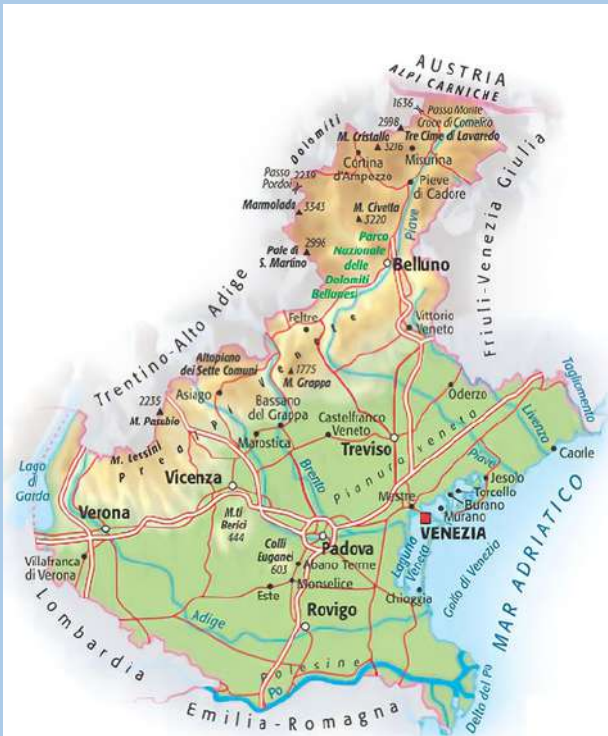 AUSTRIA
ALPI CARNICHE
1636
Passo Monte
Croce di Comelico
2998
Tre Cime di Lavaredo
M. Cristallo
3216
Dolomiti
Cortina
d'Ampezzo
Misurina
Passo
Pordoi
2239
Pieve
di Cadore
Marmolada
3343
M. Civetta
3220
Piave
2996
Pale di
S. Martino
Parco
Nazionale
delle
Dolomiti
Bellunesi
Belluno
Friuli-Venezia Giulia
Trentino-Alto Adige
Feltre
Vittorio
Veneto
Altopiano
dei Sette Comuni
1775
M. Grappa
Prealpi Venete
Tagliamento
2235
M. Pasubio
Asiago
Bassano
del Grappa
Oderzo
Castelfranco
Veneto
Livenza
M. Lessini
Marostica
Treviso
Pianura veneta
Caorle
Lago
di
Garda
Vicenza
Brenta
Piave
Jesolo
Torcello
Burano
Murano
Mestre
Verona
M.ti
Berici
444
VENEZIA
Padova
Colli
Euganei
603
Abano Terme
Laguna
Veneta
Golfo di Venezia
MAR ADRIATICO
Villafranca
di Verona
Este
Monselice
Chioggia
Adige
Rovigo
Lombardia
Polesine
Po
Delta del Po
Emilia-Romagna